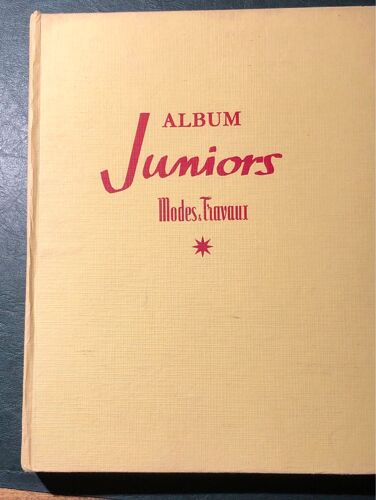 ALBUM
Juniors
Modes & Travaux